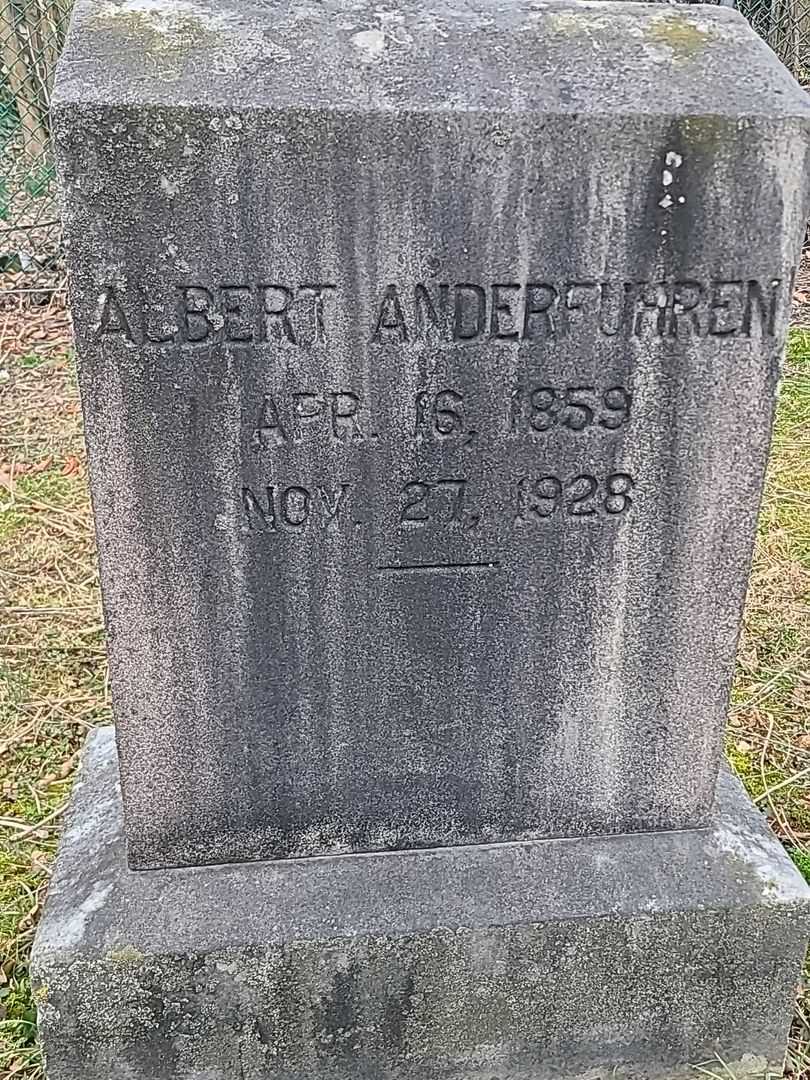 ALBERT ANDERFUHREN
APR. 16, 1859
NOV. 27, 1928